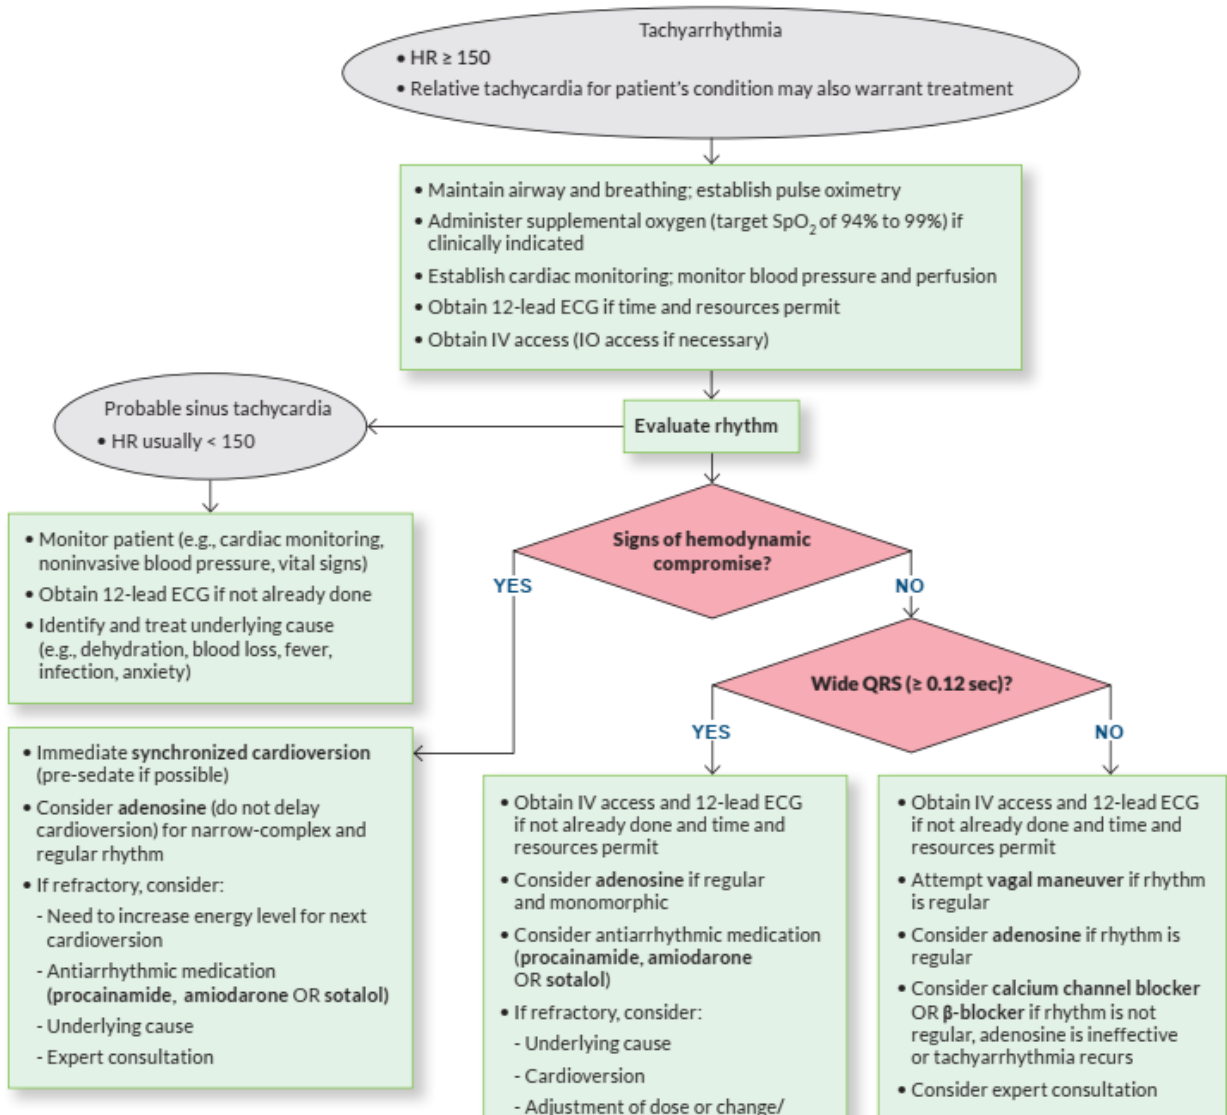 Tachyarrhythmia
• HR ≥ 150
• Relative tachycardia for patient's condition may also warrant treatment
• Maintain airway and breathing; establish pulse oximetry
• Administer supplemental oxygen (target SpO₂ of 94% to 99%) if
clinically indicated
• Establish cardiac monitoring; monitor blood pressure and perfusion
• Obtain 12-lead ECG if time and resources permit
• Obtain IV access (IO access if necessary)
Evaluate rhythm
Probable sinus tachycardia
• HR usually < 150
• Monitor patient (e.g., cardiac monitoring,
noninvasive blood pressure, vital signs)
• Obtain 12-lead ECG if not already done
• Identify and treat underlying cause
(e.g., dehydration, blood loss, fever,
infection, anxiety)
Signs of hemodynamic
compromise?
YES
NO
• Immediate synchronized cardioversion
(pre-sedate if possible)
• Consider adenosine (do not delay
cardioversion) for narrow-complex and
regular rhythm
• If refractory, consider:
- Need to increase energy level for next
cardioversion
- Antiarrhythmic medication
(procainamide, amiodarone OR sotalol)
- Underlying cause
- Expert consultation
Wide QRS (≥ 0.12 sec)?
YES
NO
• Obtain IV access and 12-lead ECG
if not already done and time and
resources permit
• Consider adenosine if regular
and monomorphic
• Consider antiarrhythmic medication
(procainamide, amiodarone
OR sotalol)
• If refractory, consider:
- Underlying cause
- Cardioversion
- Adjustment of dose or change/
• Obtain IV access and 12-lead ECG
if not already done and time and
resources permit
• Attempt vagal maneuver if rhythm
is regular
• Consider adenosine if rhythm is
regular
• Consider calcium channel blocker
OR β-blocker if rhythm is not
regular, adenosine is ineffective
or tachyarrhythmia recurs
• Consider expert consultation